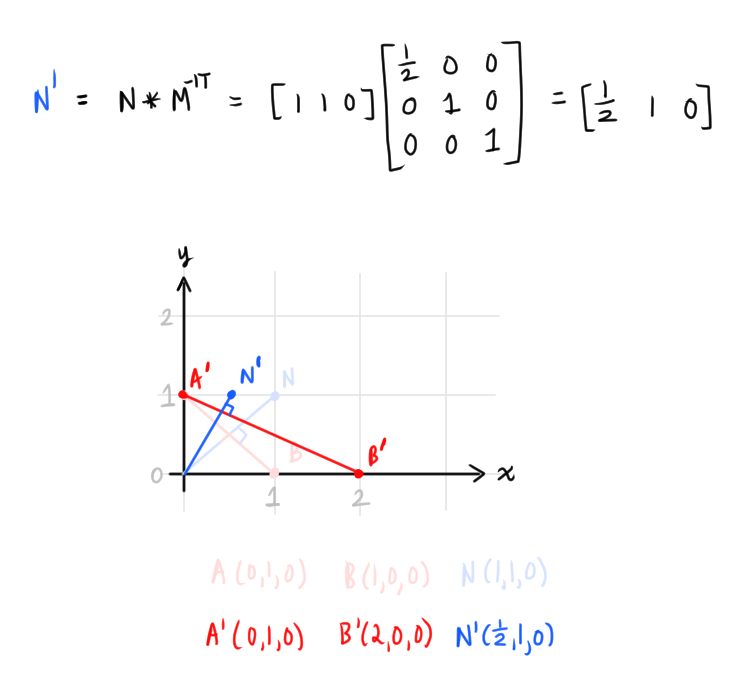 N' = N * M⁻¹ᵀ = [1 1 0] [½ 0 0 = [½ 1 0]
0 1 0
0 0 1]
y
2
A' N' N
1
B B'
0 x
1 2
A(0,1,0) B(1,0,0) N(1,1,0)
A'(0,1,0) B'(2,0,0) N'(½,1,0)